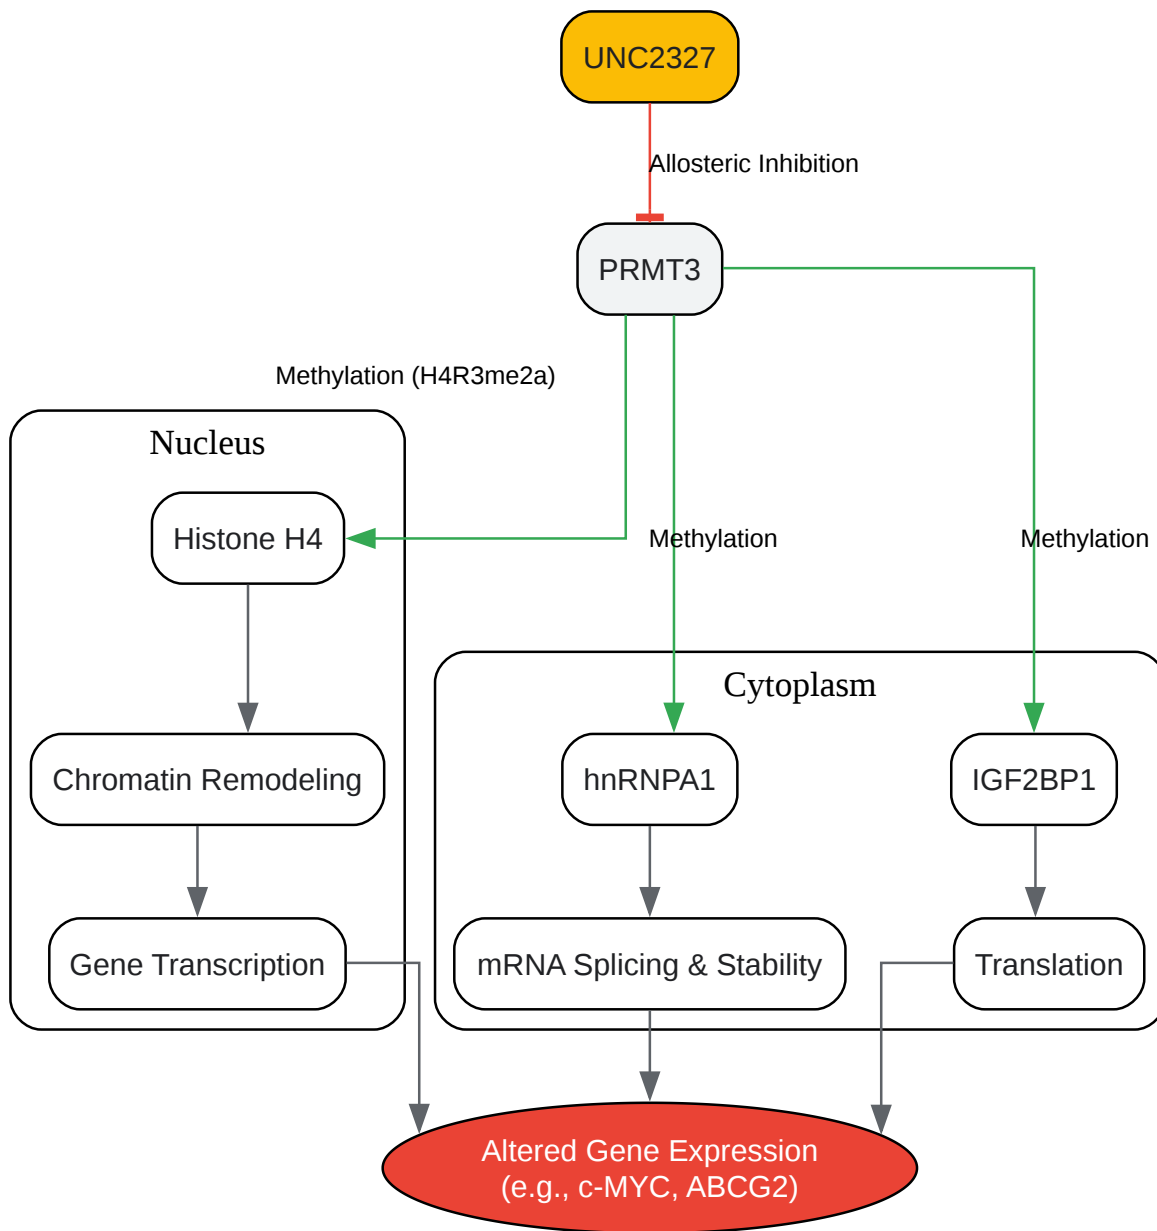 UNC2327
Allosteric Inhibition
PRMT3
Methylation (H4R3me2a)
Nucleus
Histone H4
Methylation
Methylation
Cytoplasm
Chromatin Remodeling
hnRNPA1
IGF2BP1
Gene Transcription
mRNA Splicing & Stability
Translation
Altered Gene Expression
(e.g., c-MYC, ABCG2)